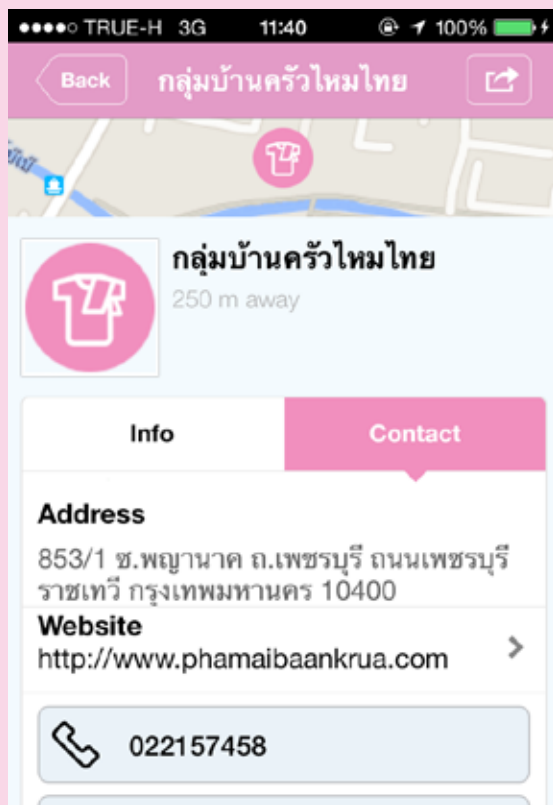 TRUE-H 3G 11:40 100%
Back กลุ่มบ้านครัวไหมไทย
กลุ่มบ้านครัวไหมไทย
250 m away
Info Contact
Address
853/1 ซ.พญานาค ถ.เพชรบุรี ถนนเพชรบุรี
ราชเทวี กรุงเทพมหานคร 10400
Website
http://www.phamaibaankrua.com
022157458